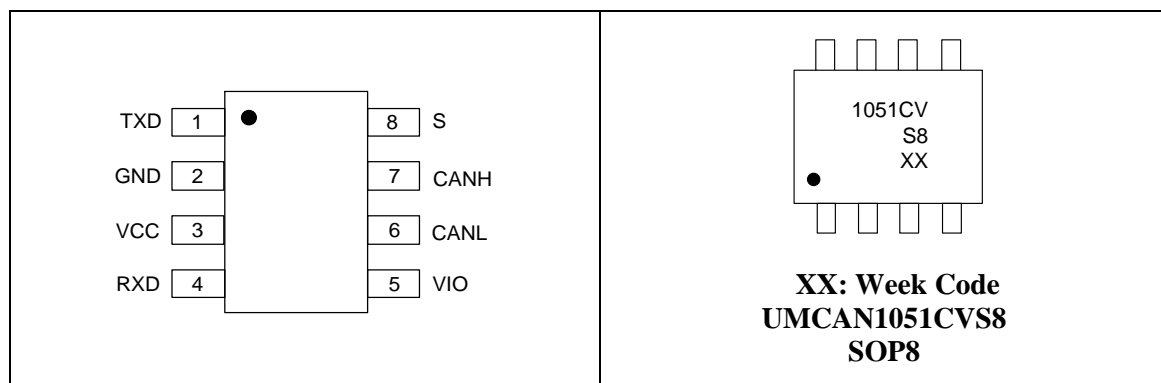 TXD 1 8 S
GND 2 7 CANH
VCC 3 6 CANL
RXD 4 5 VIO
1051CV
S8
XX
XX: Week Code
UMCAN1051CVS8
SOP8